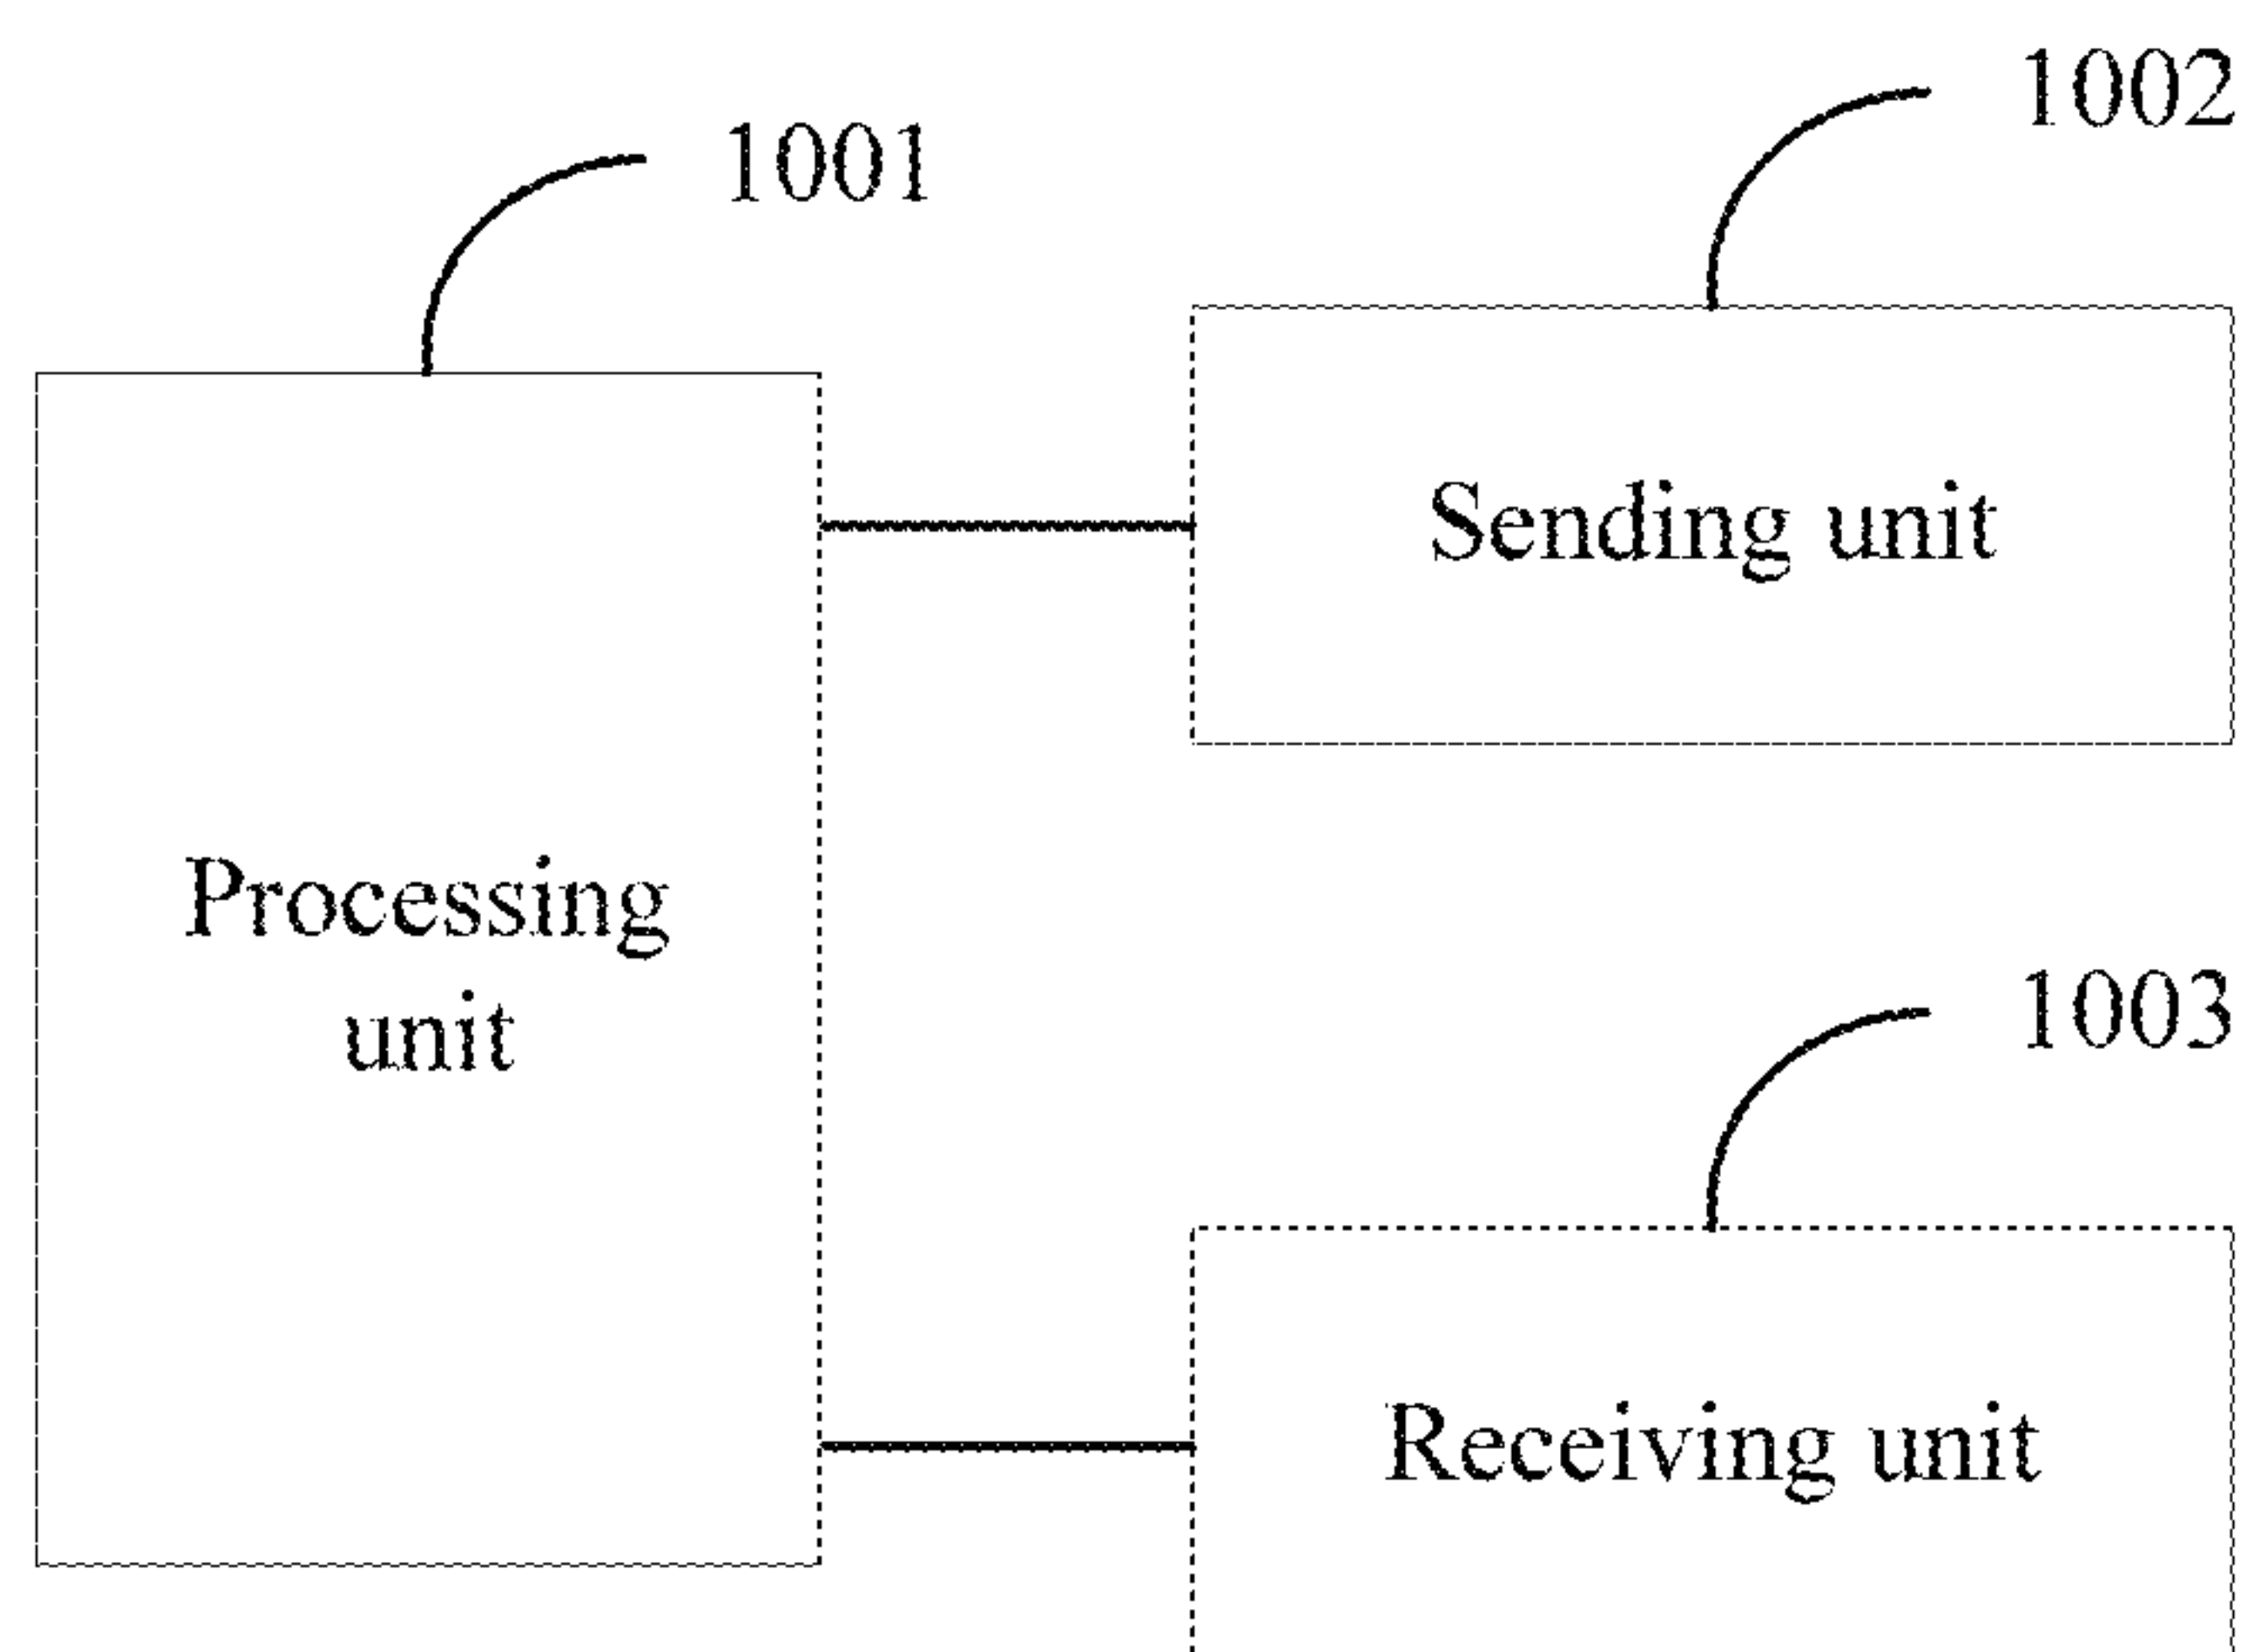 1002
1001
Sending unit
Processing
unit
1003
Receiving unit